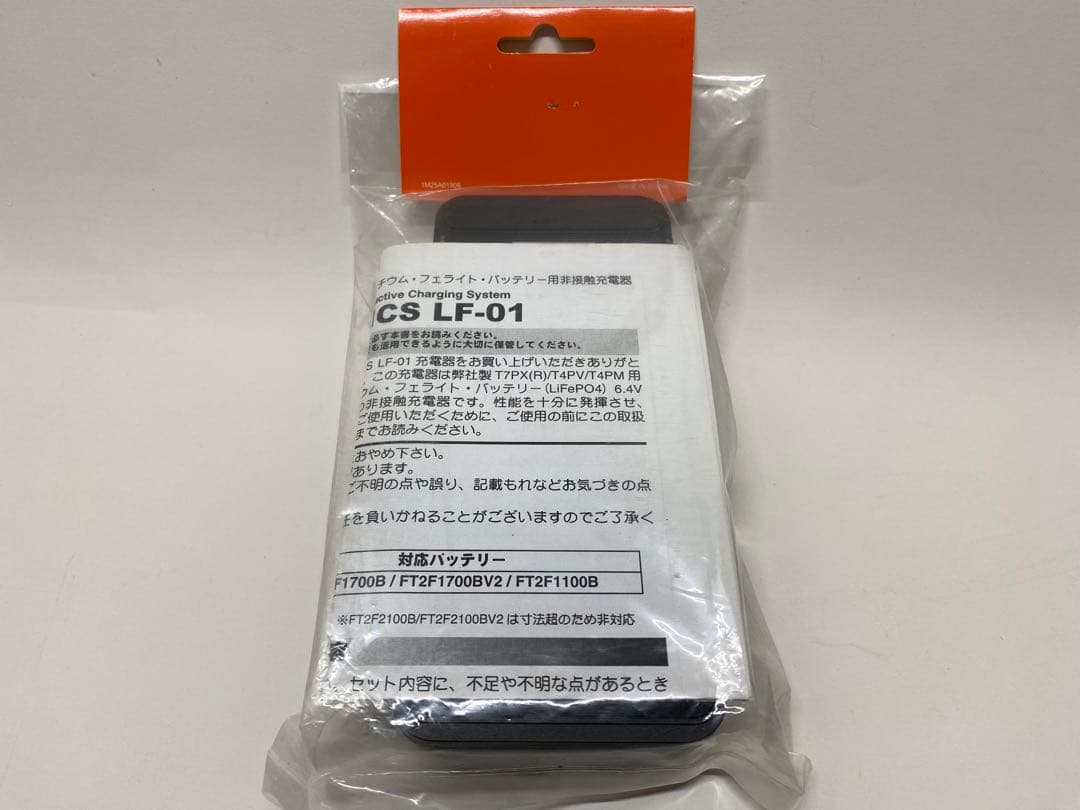 1M25A01906
チウム・フェライト・バッテリー用非接触充電器
ctive Charging System
ICS LF-01
必ず本書をお読みください。
も活用できるように大切に保管してください。
S LF-01 充電器をお買い上げいただきありがと
この充電器は弊社製 T7PX(R)/T4PV/T4PM 用
ウム・フェライト・バッテリー(LiFePO4) 6.4V
の非接触充電器です。性能を十分に発揮させ、
ご使用いただくために、ご使用の前にこの取扱
までお読みください。
おやめ下さい。
あります。
ご不明の点や誤り、記載もれなどお気づきの点
任を負いかねることがございますのでご了承く
対応バッテリー
F1700B / FT2F1700BV2 / FT2F1100B
※FT2F2100B/FT2F2100BV2 は寸法超のため非対応
セット内容に、不足や不明な点があるとき